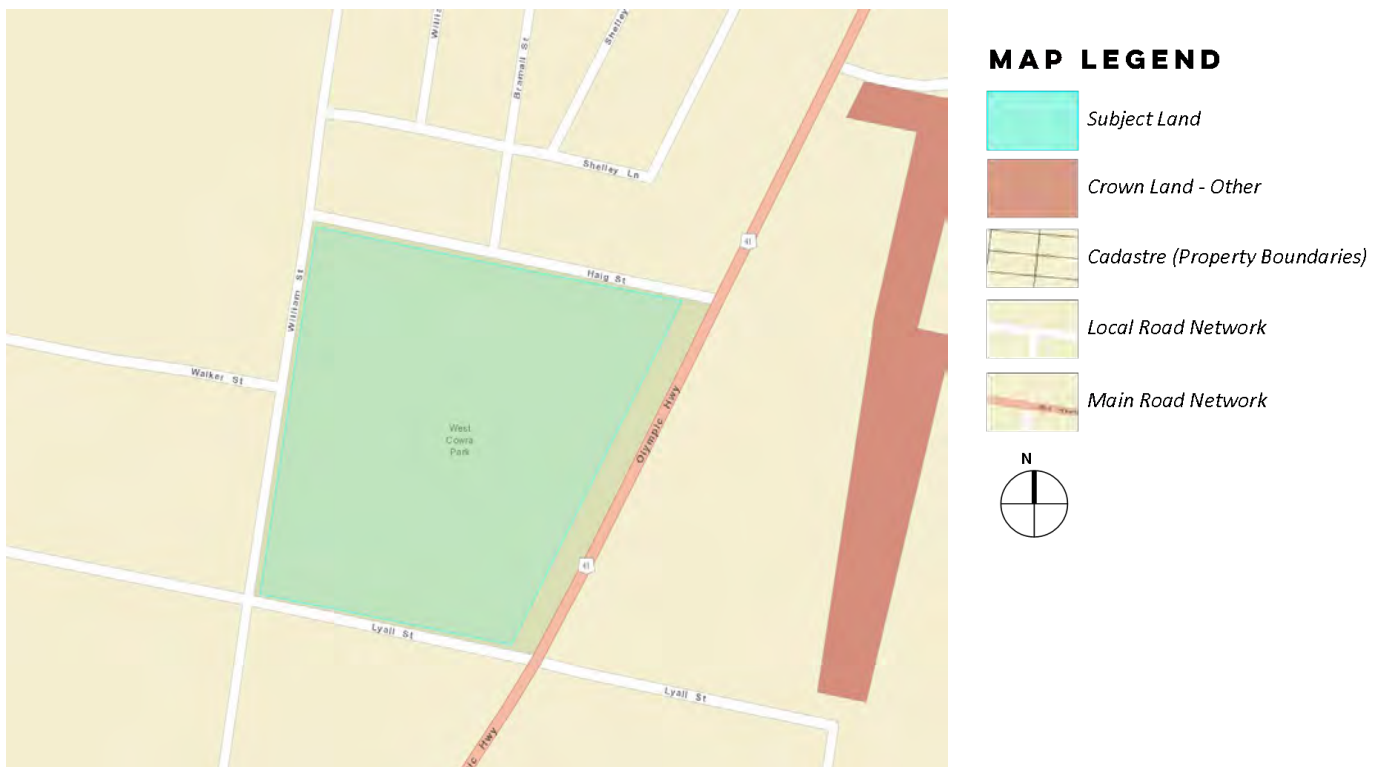 MAP LEGEND
Subject Land
Crown Land - Other
Cadastre (Property Boundaries)
Local Road Network
Main Road Network
N
Bramall St
Shelley
Shelley Ln
41
Haig St
William St
Walker St
West
Cowra
Park
Olympic Hwy
41
Lyall St
Lyall St
Hwy